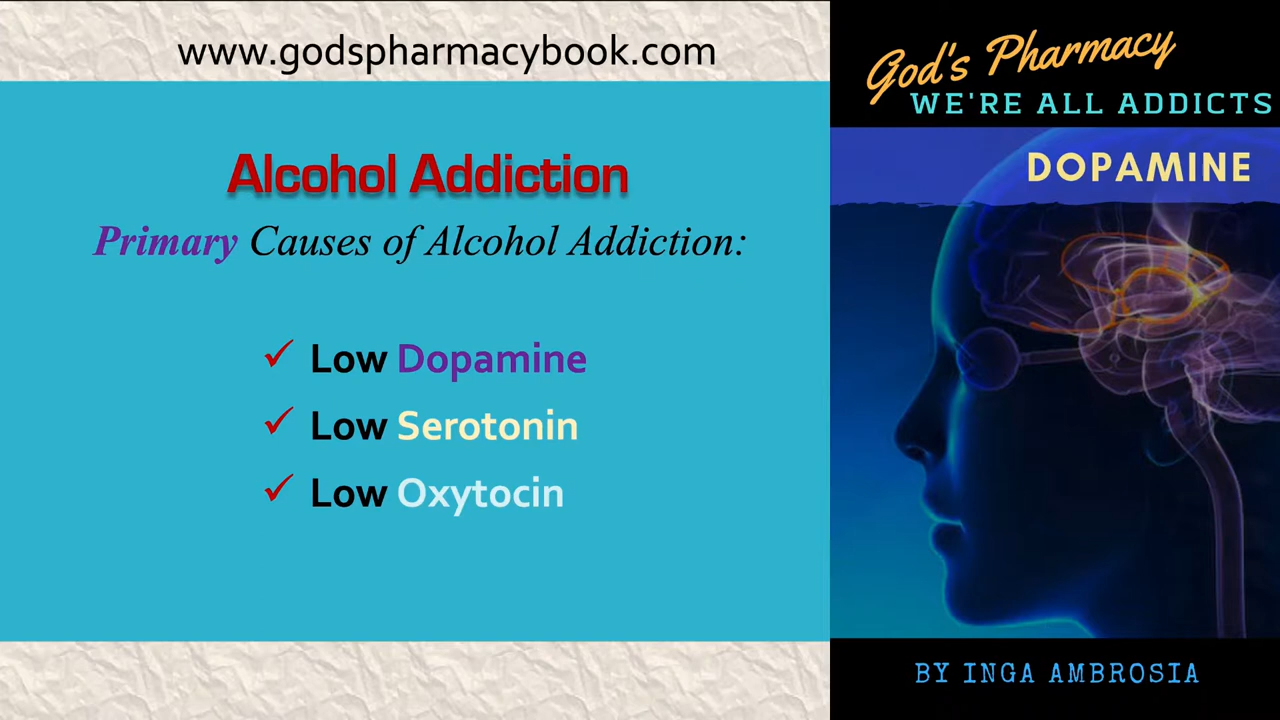 www.godspharmacybook.com
Alcohol Addiction
Primary Causes of Alcohol Addiction:
✓ Low Dopamine
✓ Low Serotonin
✓ Low Oxytocin
God's Pharmacy
WE'RE ALL ADDICTS
DOPAMINE
BY INGA AMBROSIA